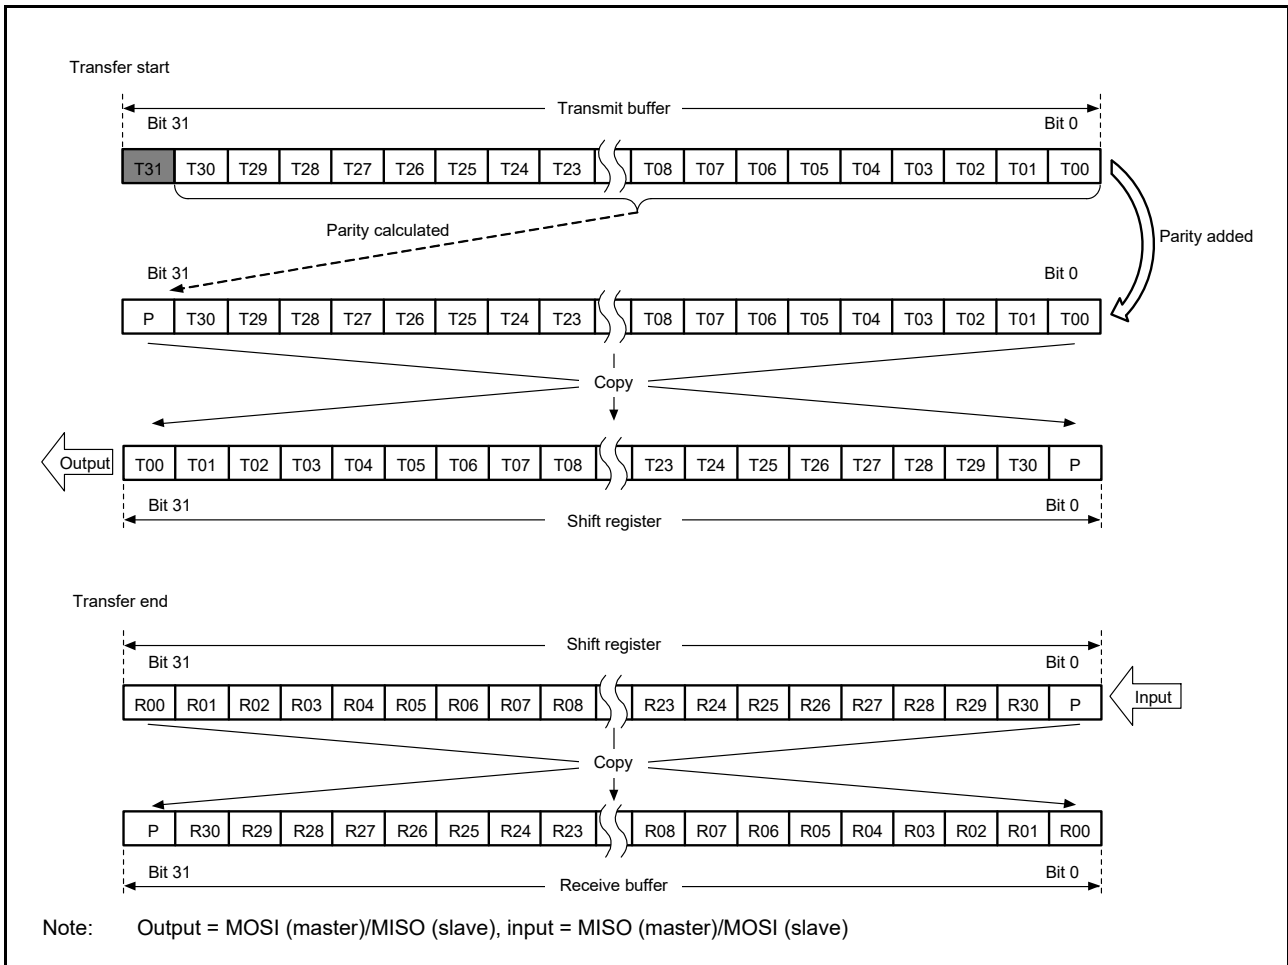 Transfer start
Transmit buffer
Bit 31 Bit 0
T31 T30 T29 T28 T27 T26 T25 T24 T23 T08 T07 T06 T05 T04 T03 T02 T01 T00
Parity calculated
Parity added
Bit 31 Bit 0
P T30 T29 T28 T27 T26 T25 T24 T23 T08 T07 T06 T05 T04 T03 T02 T01 T00
Copy
Output T00 T01 T02 T03 T04 T05 T06 T07 T08 T23 T24 T25 T26 T27 T28 T29 T30 P
Bit 31 Bit 0
Shift register
Transfer end
Shift register
Bit 31 Bit 0
R00 R01 R02 R03 R04 R05 R06 R07 R08 R23 R24 R25 R26 R27 R28 R29 R30 P Input
Copy
P R30 R29 R28 R27 R26 R25 R24 R23 R08 R07 R06 R05 R04 R03 R02 R01 R00
Bit 31 Bit 0
Receive buffer
Note: Output = MOSI (master)/MISO (slave), input = MISO (master)/MOSI (slave)